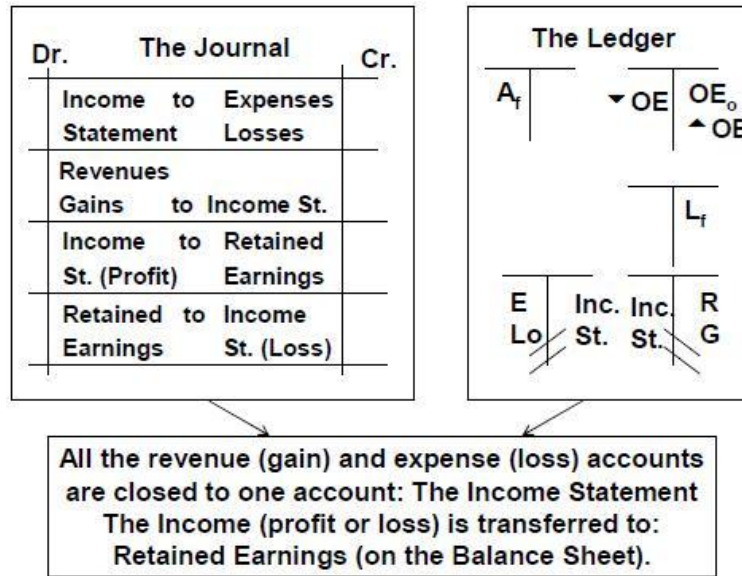 The Journal
Dr.
Cr.
Income to Expenses
Statement Losses
Revenues
Gains to Income St.
Income to Retained
St. (Profit) Earnings
Retained to Income
Earnings St. (Loss)
The Ledger
Af
OE OEo
OE
Lf
E Inc. Inc. R
Lo St. St. G
All the revenue (gain) and expense (loss) accounts
are closed to one account: The Income Statement
The Income (profit or loss) is transferred to:
Retained Earnings (on the Balance Sheet).